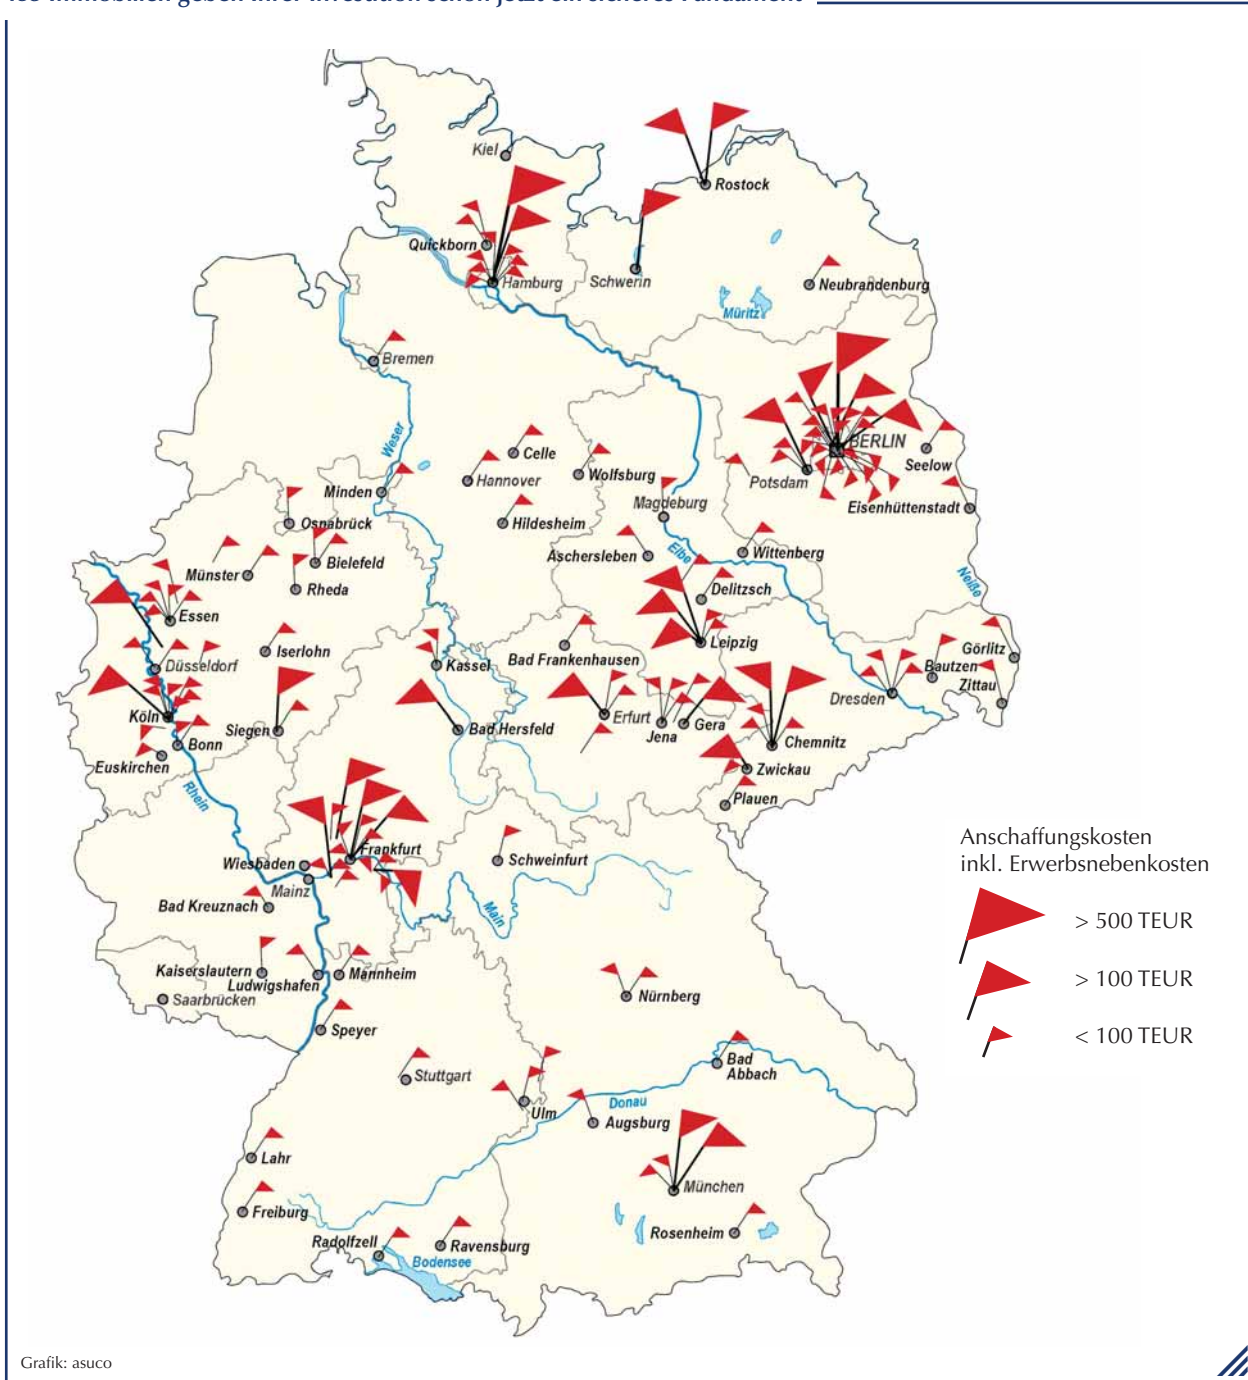 Kiel
Rostock
Quickborn
Hamburg
Schwerin
Neubrandenburg
Müritz
Bremen
Weser
Celle
Hannover
Wolfsburg
BERLIN
Seelow
Potsdam
Minden
Magdeburg
Eisenhüttenstadt
Osnabrück
Hildesheim
Aschersleben
Elbe
Wittenberg
Bielefeld
Münster
Rheda
Delitzsch
Neiße
Essen
Leipzig
Iserlohn
Bad Frankenhausen
Görlitz
Düsseldorf
Kassel
Bautzen
Zittau
Dresden
Köln
Siegen
Bad Hersfeld
Erfurt
Jena
Gera
Bonn
Chemnitz
Euskirchen
Zwickau
Rhein
Plauen
Anschaffungskosten
inkl. Erwerbsnebenkosten
> 500 TEUR
> 100 TEUR
< 100 TEUR
Frankfurt
Wiesbaden
Schweinfurt
Mainz
Bad Kreuznach
Main
Kaiserslautern
Ludwigshafen
Mannheim
Saarbrücken
Nürnberg
Speyer
Stuttgart
Bad
Abbach
Ulm
Donau
Augsburg
Lahr
München
Freiburg
Rosenheim
Radolfzell
Ravensburg
Bodensee
Grafik: asuco